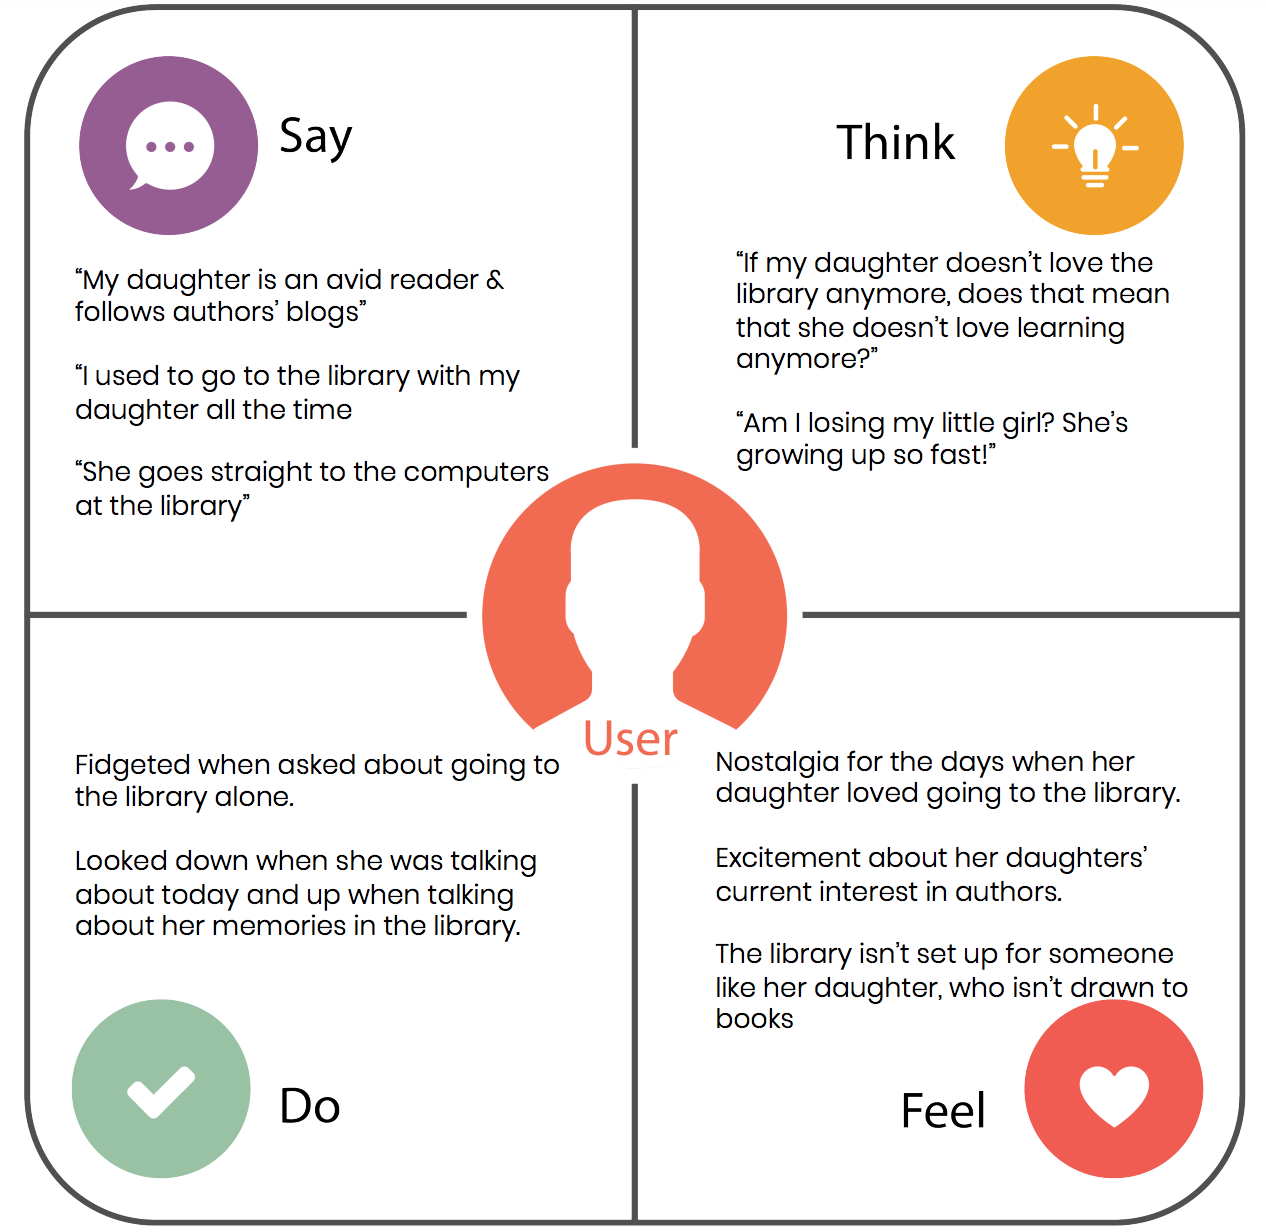 Say
“My daughter is an avid reader &
follows authors’ blogs”
“I used to go to the library with my
daughter all the time
“She goes straight to the computers
at the library”
Think
“If my daughter doesn’t love the
library anymore, does that mean
that she doesn’t love learning
anymore?”
“Am I losing my little girl? She’s
growing up so fast!”
User
Fidgeted when asked about going to
the library alone.
Looked down when she was talking
about today and up when talking
about her memories in the library.
Do
Nostalgia for the days when her
daughter loved going to the library.
Excitement about her daughters’
current interest in authors.
The library isn’t set up for someone
like her daughter, who isn’t drawn to
books
Feel